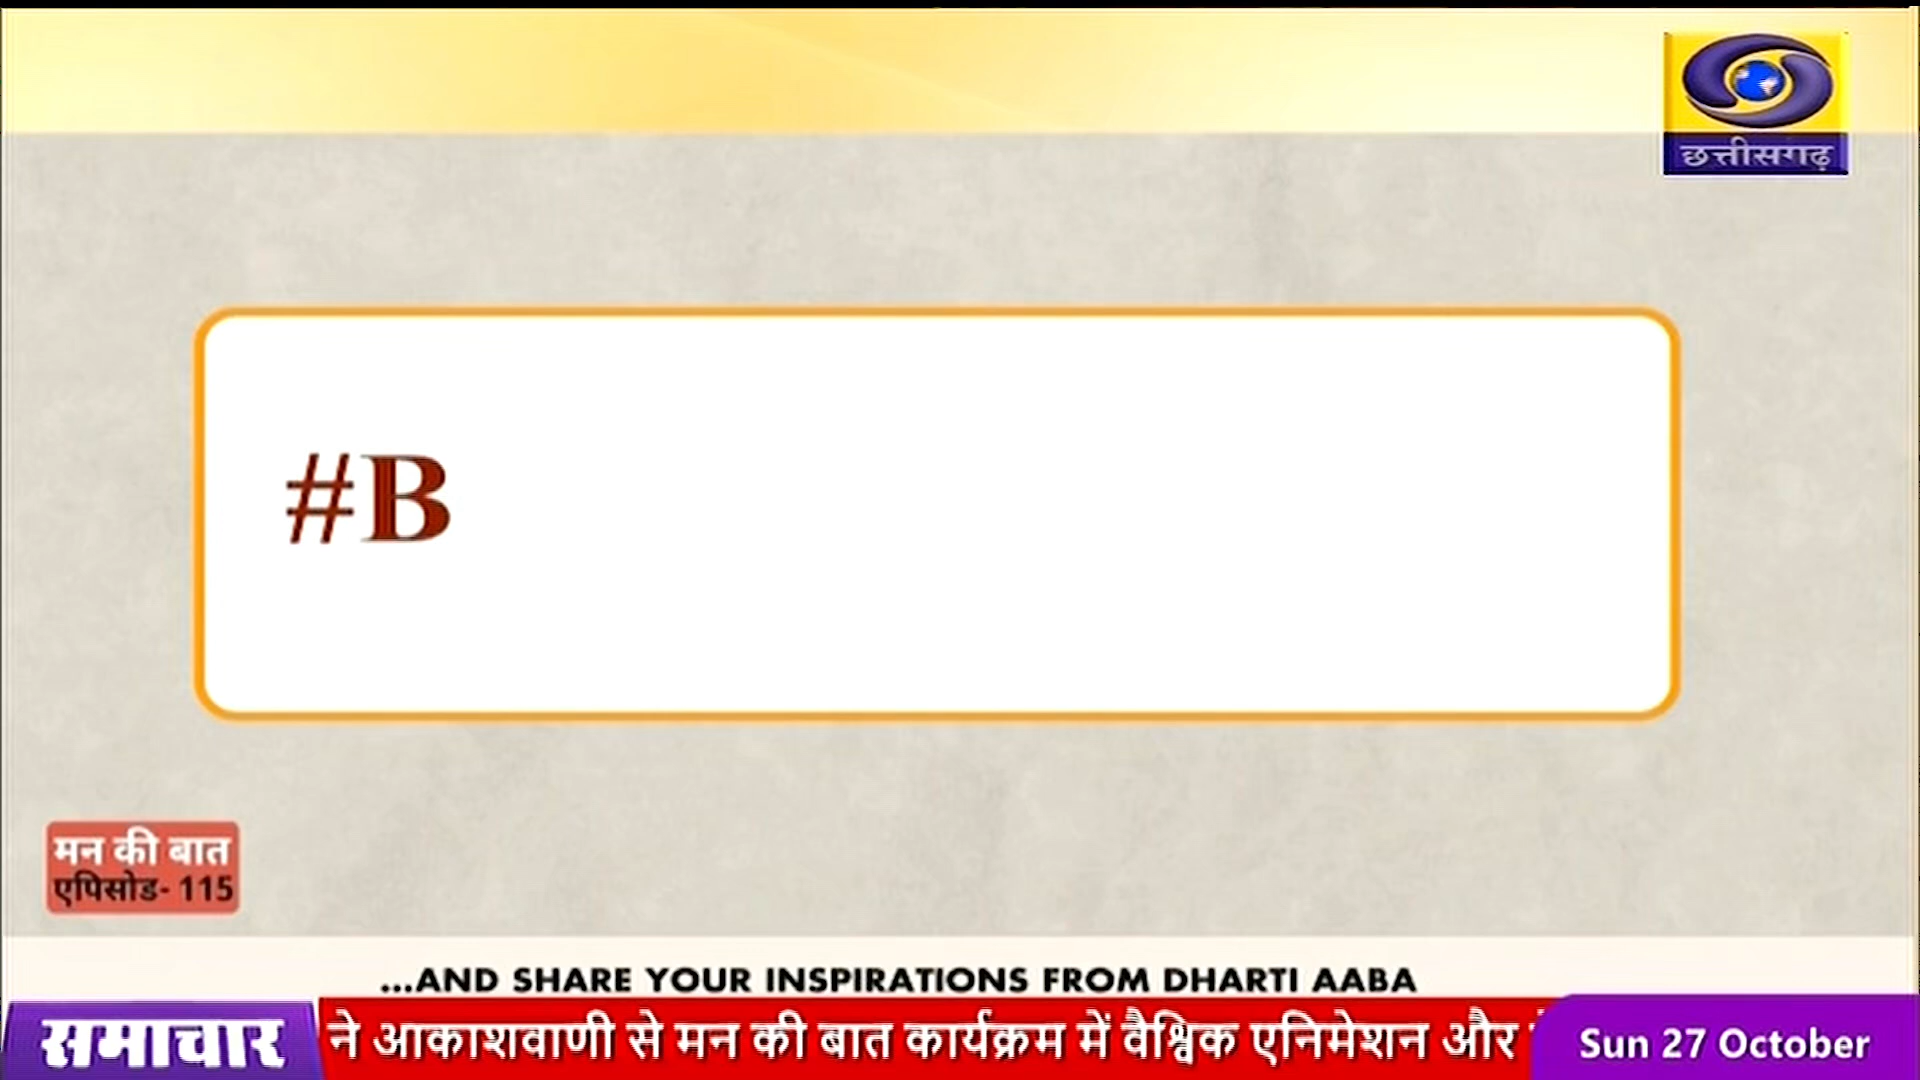 छत्तीसगढ़
#B
मन की बात
एपिसोड- 115
...AND SHARE YOUR INSPIRATIONS FROM DHARTI AABA
समाचार
ने आकाशवाणी से मन की बात कार्यक्रम में वैश्विक एनिमेशन और
Sun 27 October